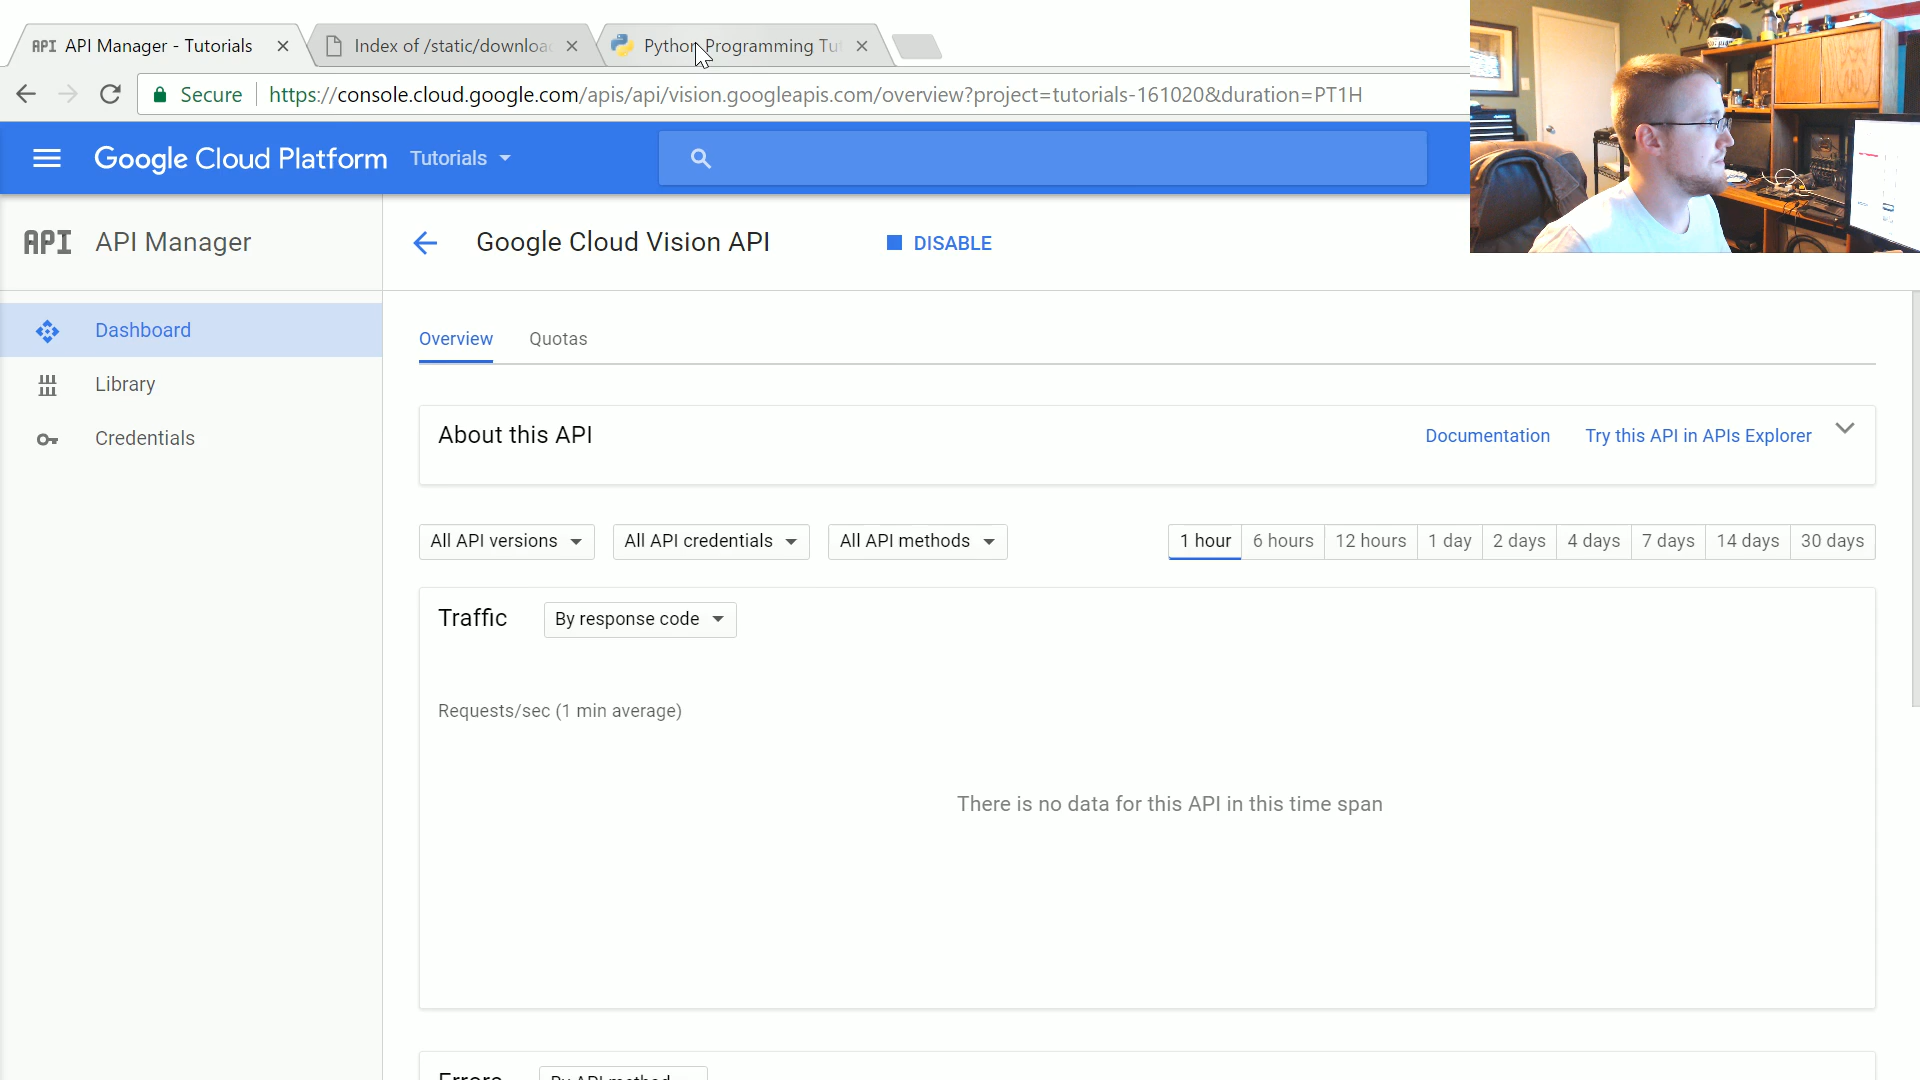 API API Manager - Tutorials
Index of /static/downloa
Python Programming Tu
Secure https://console.cloud.google.com/apis/api/vision.googleapis.com/overview?project=tutorials-161020&duration=PT1H
Google Cloud Platform Tutorials
API API Manager
Google Cloud Vision API DISABLE
Dashboard
Library
Credentials
Overview Quotas
About this API Documentation Try this API in APIs Explorer
All API versions All API credentials All API methods 1 hour 6 hours 12 hours 1 day 2 days 4 days 7 days 14 days 30 days
Traffic By response code
Requests/sec (1 min average)
There is no data for this API in this time span
Errors By API method